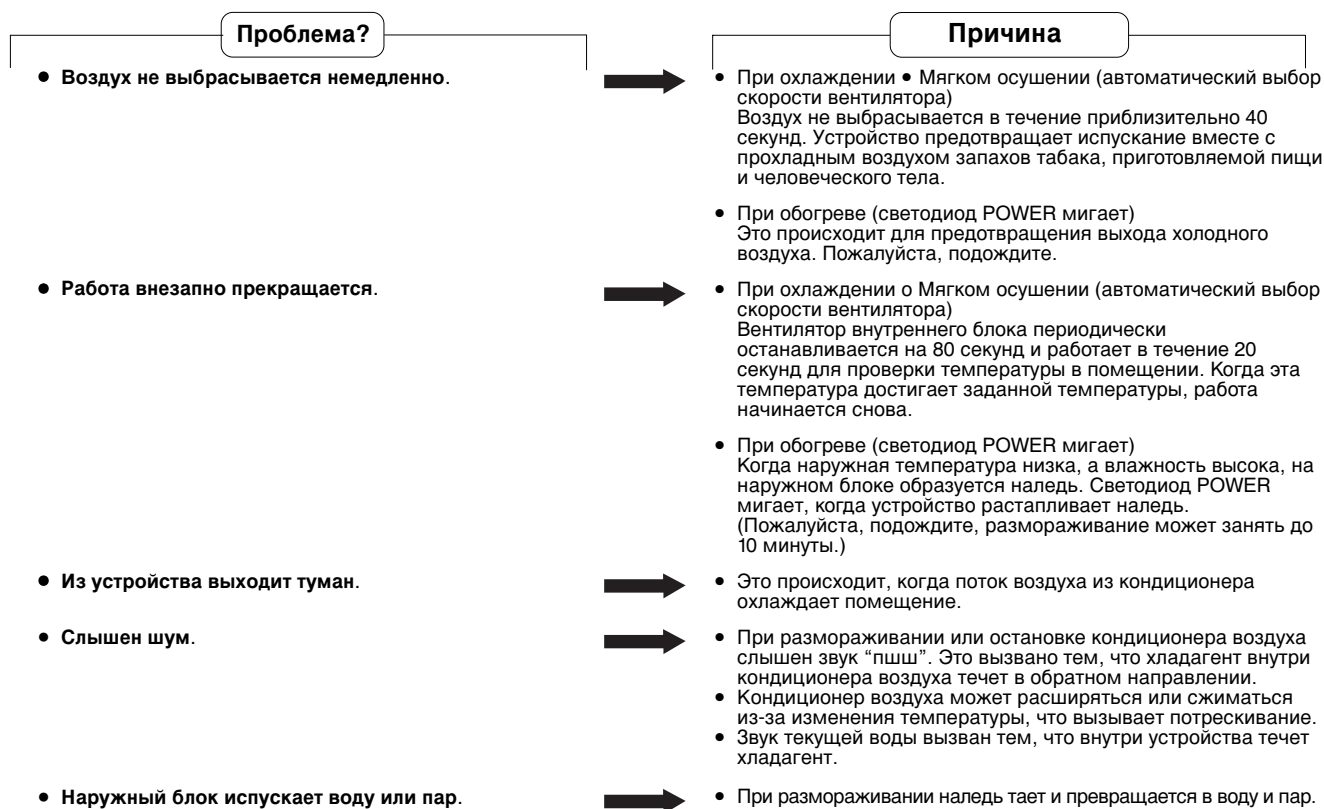 Проблема?
Причина
● Воздух не выбрасывается немедленно.
● При охлаждении ● Мягком осушении (автоматический выбор
скорости вентилятора)
Воздух не выбрасывается в течение приблизительно 40
секунд. Устройство предотвращает испускание вместе с
прохладным воздухом запахов табака, приготовляемой пищи
и человеческого тела.
● При обогреве (светодиод POWER мигает)
Это происходит для предотвращения выхода холодного
воздуха. Пожалуйста, подождите.
● Работа внезапно прекращается.
● При охлаждении о Мягком осушении (автоматический выбор
скорости вентилятора)
Вентилятор внутреннего блока периодически
останавливается на 80 секунд и работает в течение 20
секунд для проверки температуры в помещении. Когда эта
температура достигает заданной температуры, работа
начинается снова.
● При обогреве (светодиод POWER мигает)
Когда наружная температура низка, а влажность высока, на
наружном блоке образуется наледь. Светодиод POWER
мигает, когда устройство растапливает наледь.
(Пожалуйста, подождите, размораживание может занять до
10 минуты.)
● Из устройства выходит туман.
● Это происходит, когда поток воздуха из кондиционера
охлаждает помещение.
● Слышен шум.
● При размораживании или остановке кондиционера воздуха
слышен звук “пшш”. Это вызвано тем, что хладагент внутри
кондиционера воздуха течет в обратном направлении.
● Кондиционер воздуха может расширяться или сжиматься
из-за изменения температуры, что вызывает потрескивание.
● Звук текущей воды вызван тем, что внутри устройства течет
хладагент.
● Наружный блок испускает воду или пар.
● При размораживании наледь тает и превращается в воду и пар.